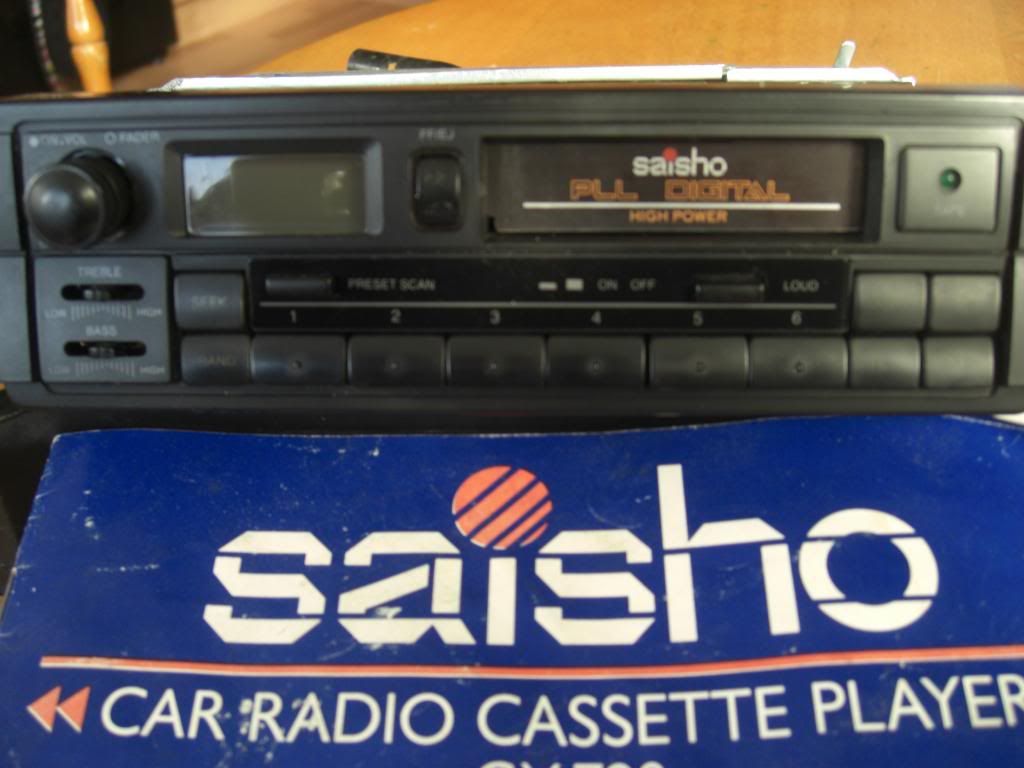 ON.VOL FADER
FF/EJ
saisho
PLL DIGITAL
HIGH POWER
TAPE
TREBLE
LOW HIGH
BASS
LOW HIGH
SEEK
BAND
PRESET SCAN ON OFF LOUD
1 2 3 4 5 6
saisho
CAR RADIO CASSETTE PLAYER